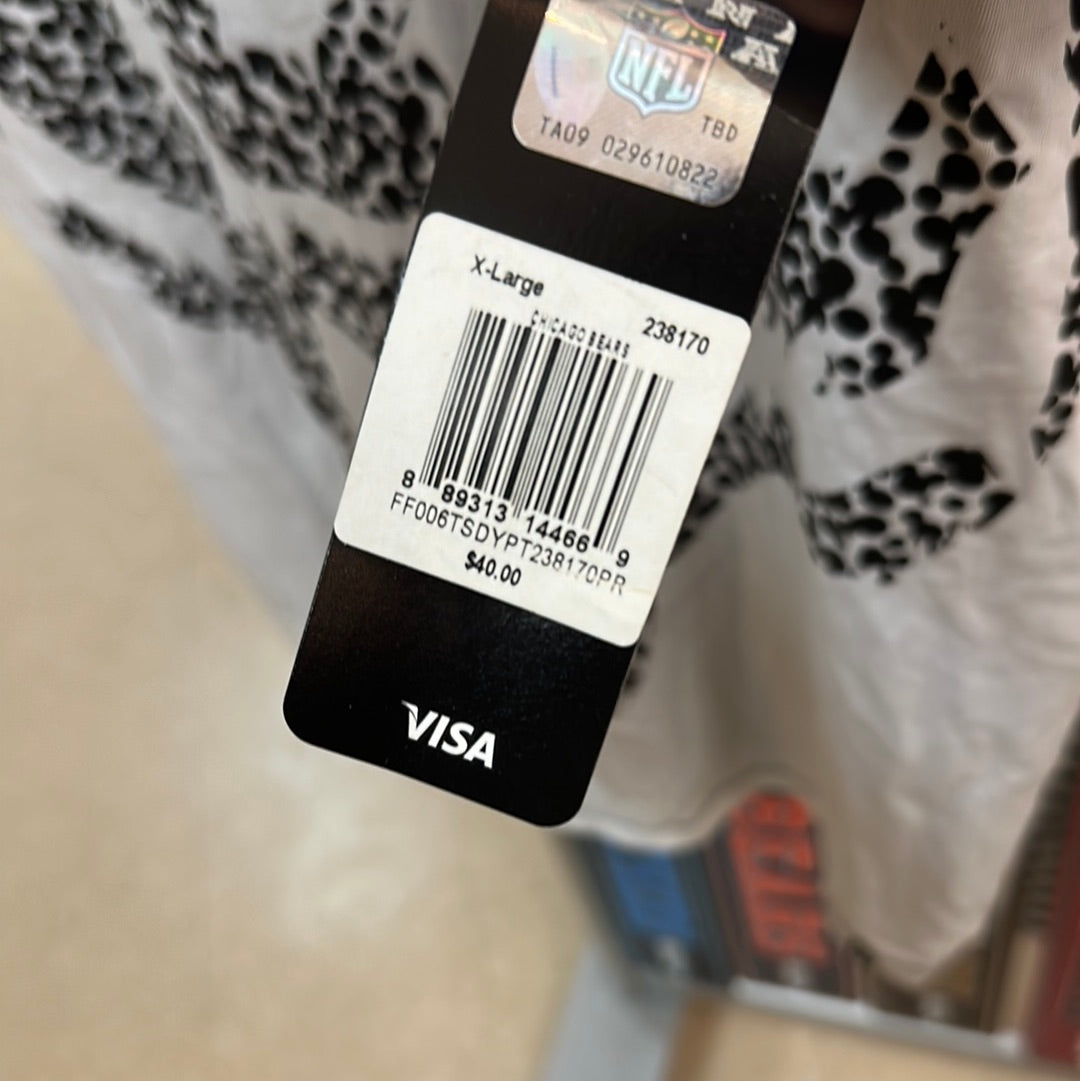 NFL
TBD
TA09 029610822
X-Large
238170
CHICAGO BEARS
8 89313 14466 9
FF006TSDYPT238170PR
$40.00
VISA